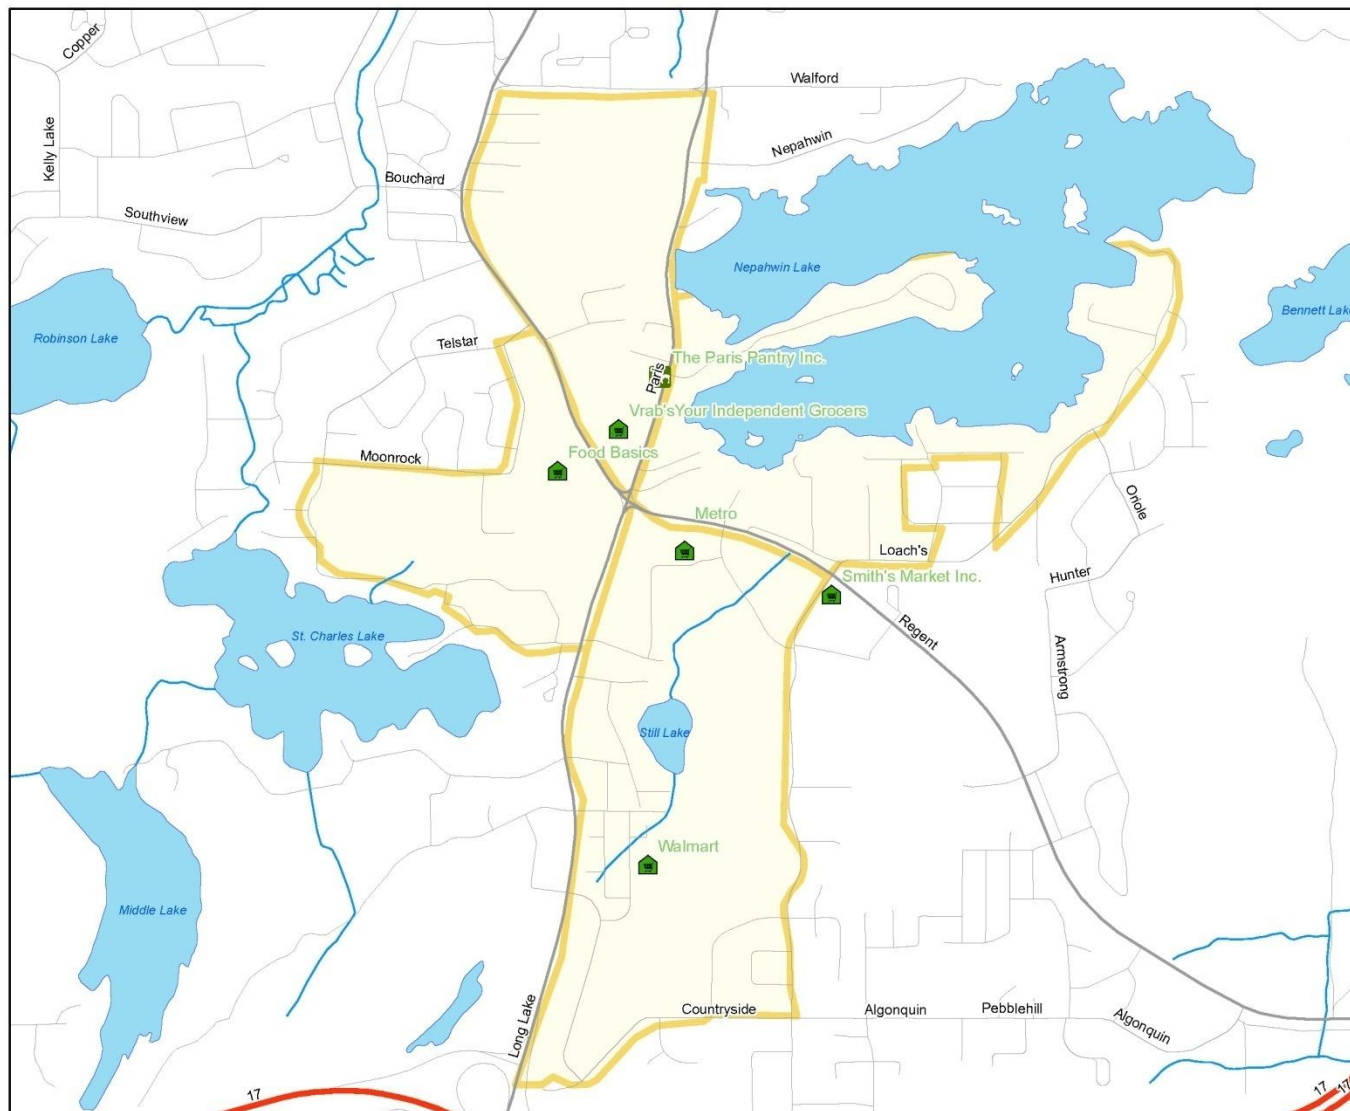 Copper
Walford
Kelly Lake
Nepahwin
Bouchard
Southview
Nepahwin Lake
Bennett Lake
Robinson Lake
Telstar
The Paris Pantry Inc.
Paris
Vrab'sYour Independent Grocers
Food Basics
Moonrock
Oriole
Metro
Loach's
Smith's Market Inc.
Hunter
Regent
St. Charles Lake
Armstrong
Still Lake
Walmart
Middle Lake
Long Lake
Countryside
Algonquin
Pebblehill
Algonquin
17
17
17